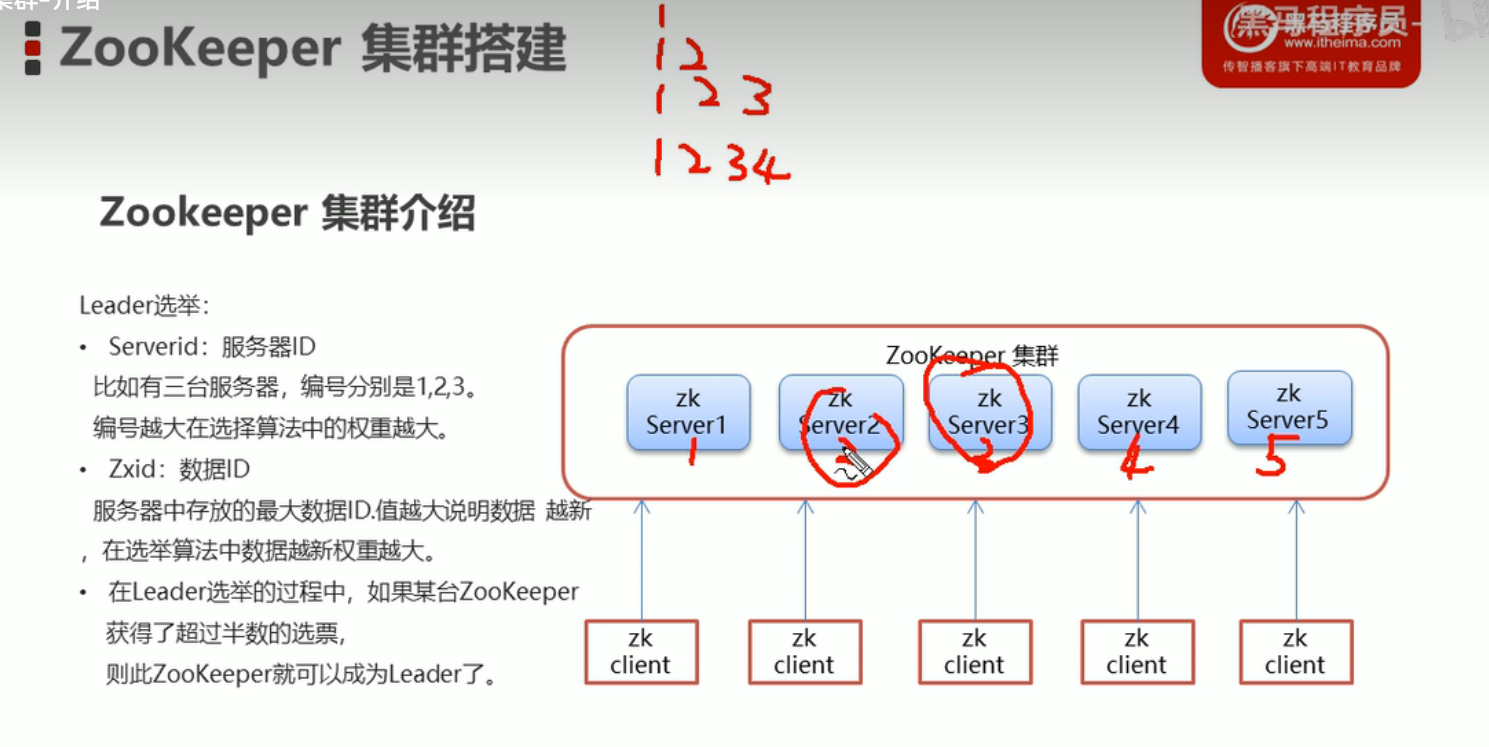 集群-介绍
ZooKeeper 集群搭建
1
1 2
1 2 3
1 2 3 4
黑马程序员
www.itheima.com
传智播客旗下高端IT教育品牌
Zookeeper 集群介绍
Leader选举：
• Serverid：服务器ID
比如有三台服务器，编号分别是1,2,3。
编号越大在选择算法中的权重越大。
• Zxid：数据ID
服务器中存放的最大数据ID.值越大说明数据 越新
，在选举算法中数据越新权重越大。
• 在Leader选举的过程中，如果某台ZooKeeper
获得了超过半数的选票，
则此ZooKeeper就可以成为Leader了。
ZooKeeper 集群
zk
Server1
zk
Server2
zk
Server3
zk
Server4
zk
Server5
1
4
5
zk
client
zk
client
zk
client
zk
client
zk
client